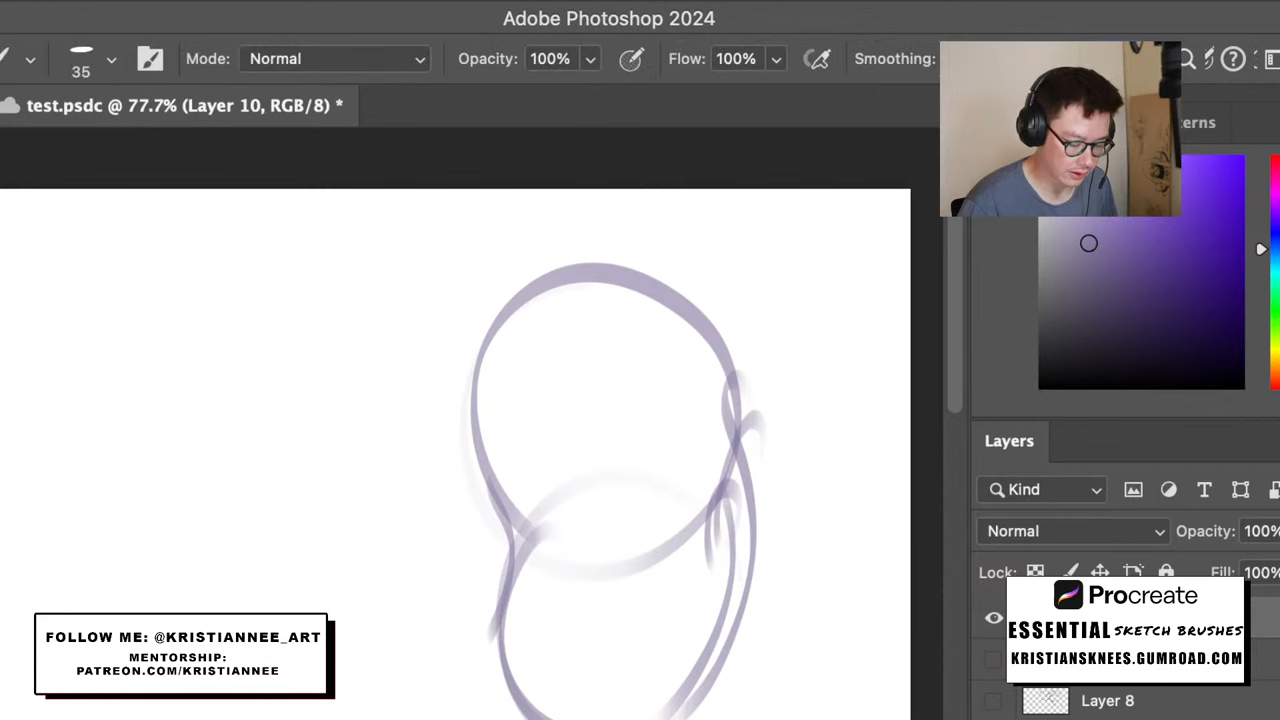 Adobe Photoshop 2024
35
Mode: Normal
Opacity: 100%
Flow: 100%
Smoothing:
test.psdc @ 77.7% (Layer 10, RGB/8) *
Layers
Kind
Normal
Opacity: 100%
Lock:
Fill: 100%
Layer 8
FOLLOW ME: @KRISTIANNEE_ART
MENTORSHIP:
PATREON.COM/KRISTIANNEE
Procreate
ESSENTIAL SKETCH BRUSHES
KRISTIANSKNEES.GUMROAD.COM